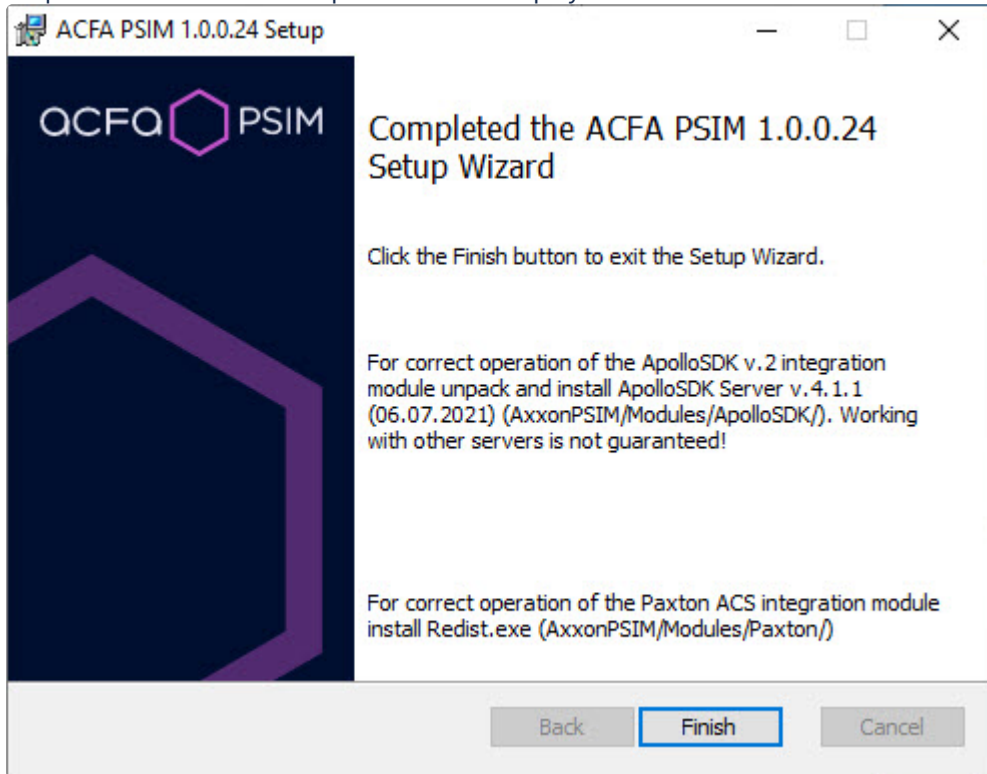 ACFA PSIM 1.0.0.24 Setup
acfa PSIM
Completed the ACFA PSIM 1.0.0.24
Setup Wizard
Click the Finish button to exit the Setup Wizard.
For correct operation of the ApolloSDK v.2 integration
module unpack and install ApolloSDK Server v.4.1.1
(06.07.2021) (AxxonPSIM/Modules/ApolloSDK/). Working
with other servers is not guaranteed!
For correct operation of the Paxton ACS integration module
install Redist.exe (AxxonPSIM/Modules/Paxton/)
Back Finish Cancel